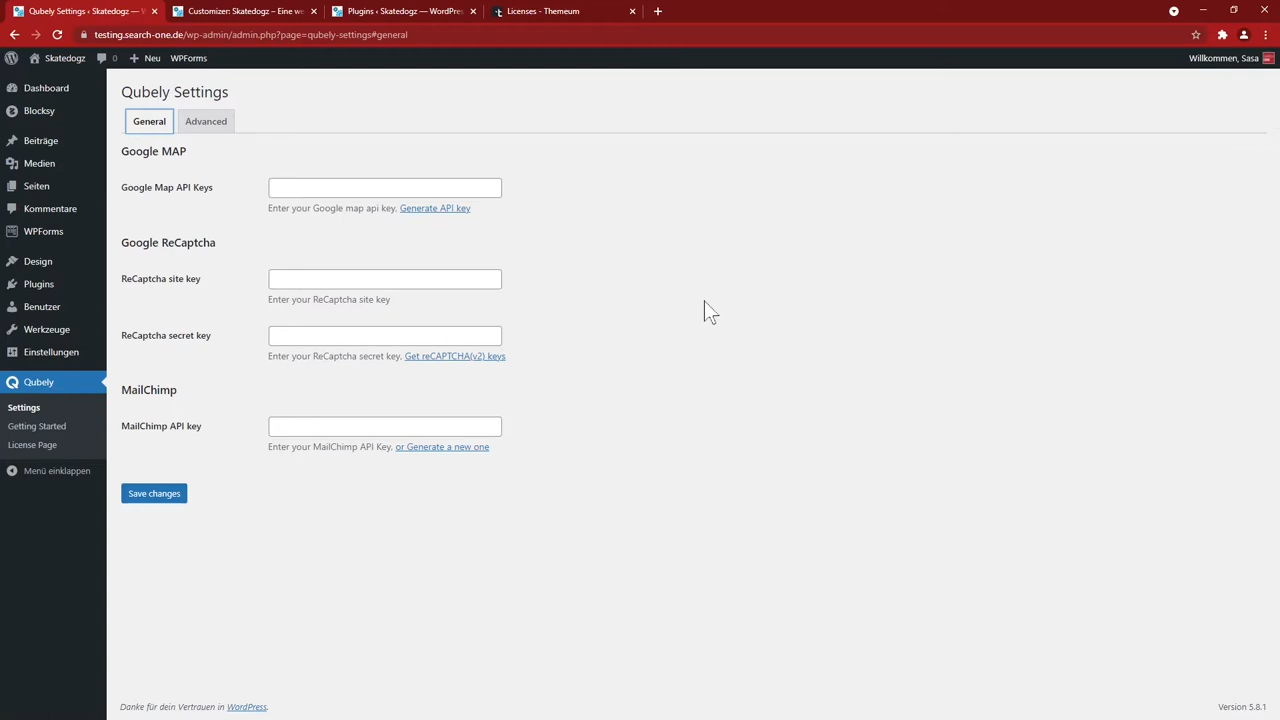 Qubely Settings ‹ Skatedogz — W
Customizer: Skatedogz – Eine we
Plugins ‹ Skatedogz — WordPres
Licenses - Themeum
testing.search-one.de/wp-admin/admin.php?page=qubely-settings#general
Skatedogz
0
Neu
WPForms
Willkommen, Sasa
Dashboard
Blocksy
Beiträge
Medien
Seiten
Kommentare
WPForms
Design
Plugins
Benutzer
Werkzeuge
Einstellungen
Qubely
Settings
Getting Started
License Page
Menü einklappen
Qubely Settings
General
Advanced
Google MAP
Google Map API Keys
Enter your Google map api key, Generate API key
Google ReCaptcha
ReCaptcha site key
Enter your ReCaptcha site key
ReCaptcha secret key
Enter your ReCaptcha secret key, Get reCAPTCHA(v2) keys
MailChimp
MailChimp API key
Enter your MailChimp API Key, or Generate a new one
Save changes
Danke für dein Vertrauen in WordPress.
Version 5.8.1